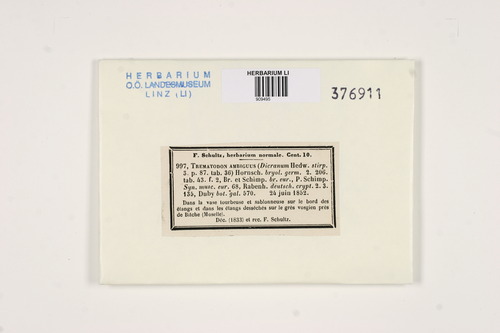 HERBARIUM
O.Ö. LANDESMUSEUM
LINZ (LI)
HERBARIUM LI
909495
376911
F. Schultz, herbarium normale. Cent. 10.
997, TREMATODON AMBIGUUS (Dicranum Hedw. stirp.
3. p. 87. tab. 36) Hornsch. bryol. germ. 2. 206.
tab. 43. f. 2, Br. et Schimp. br. eur., P. Schimp.
Syn. musc. eur. 68, Rabenh. deutsch. crypt. 2. 3.
155, Duby bot. gal. 570. 24 juin 1852.
Dans la vase tourbeuse et sablonneuse sur le bord des
étangs et dans les étangs desséchés sur le grès vosgien près
de Bitche (Moselle).
Déc. (1833) et rec. F. Schultz.